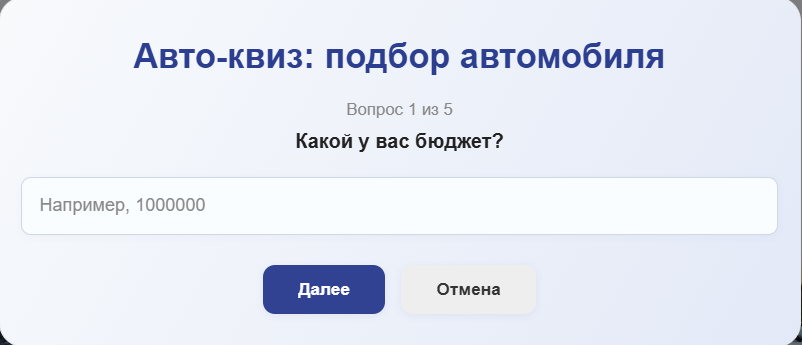 Авто-квиз: подбор автомобиля
Вопрос 1 из 5
Какой у вас бюджет?
Например, 1000000
Далее
Отмена